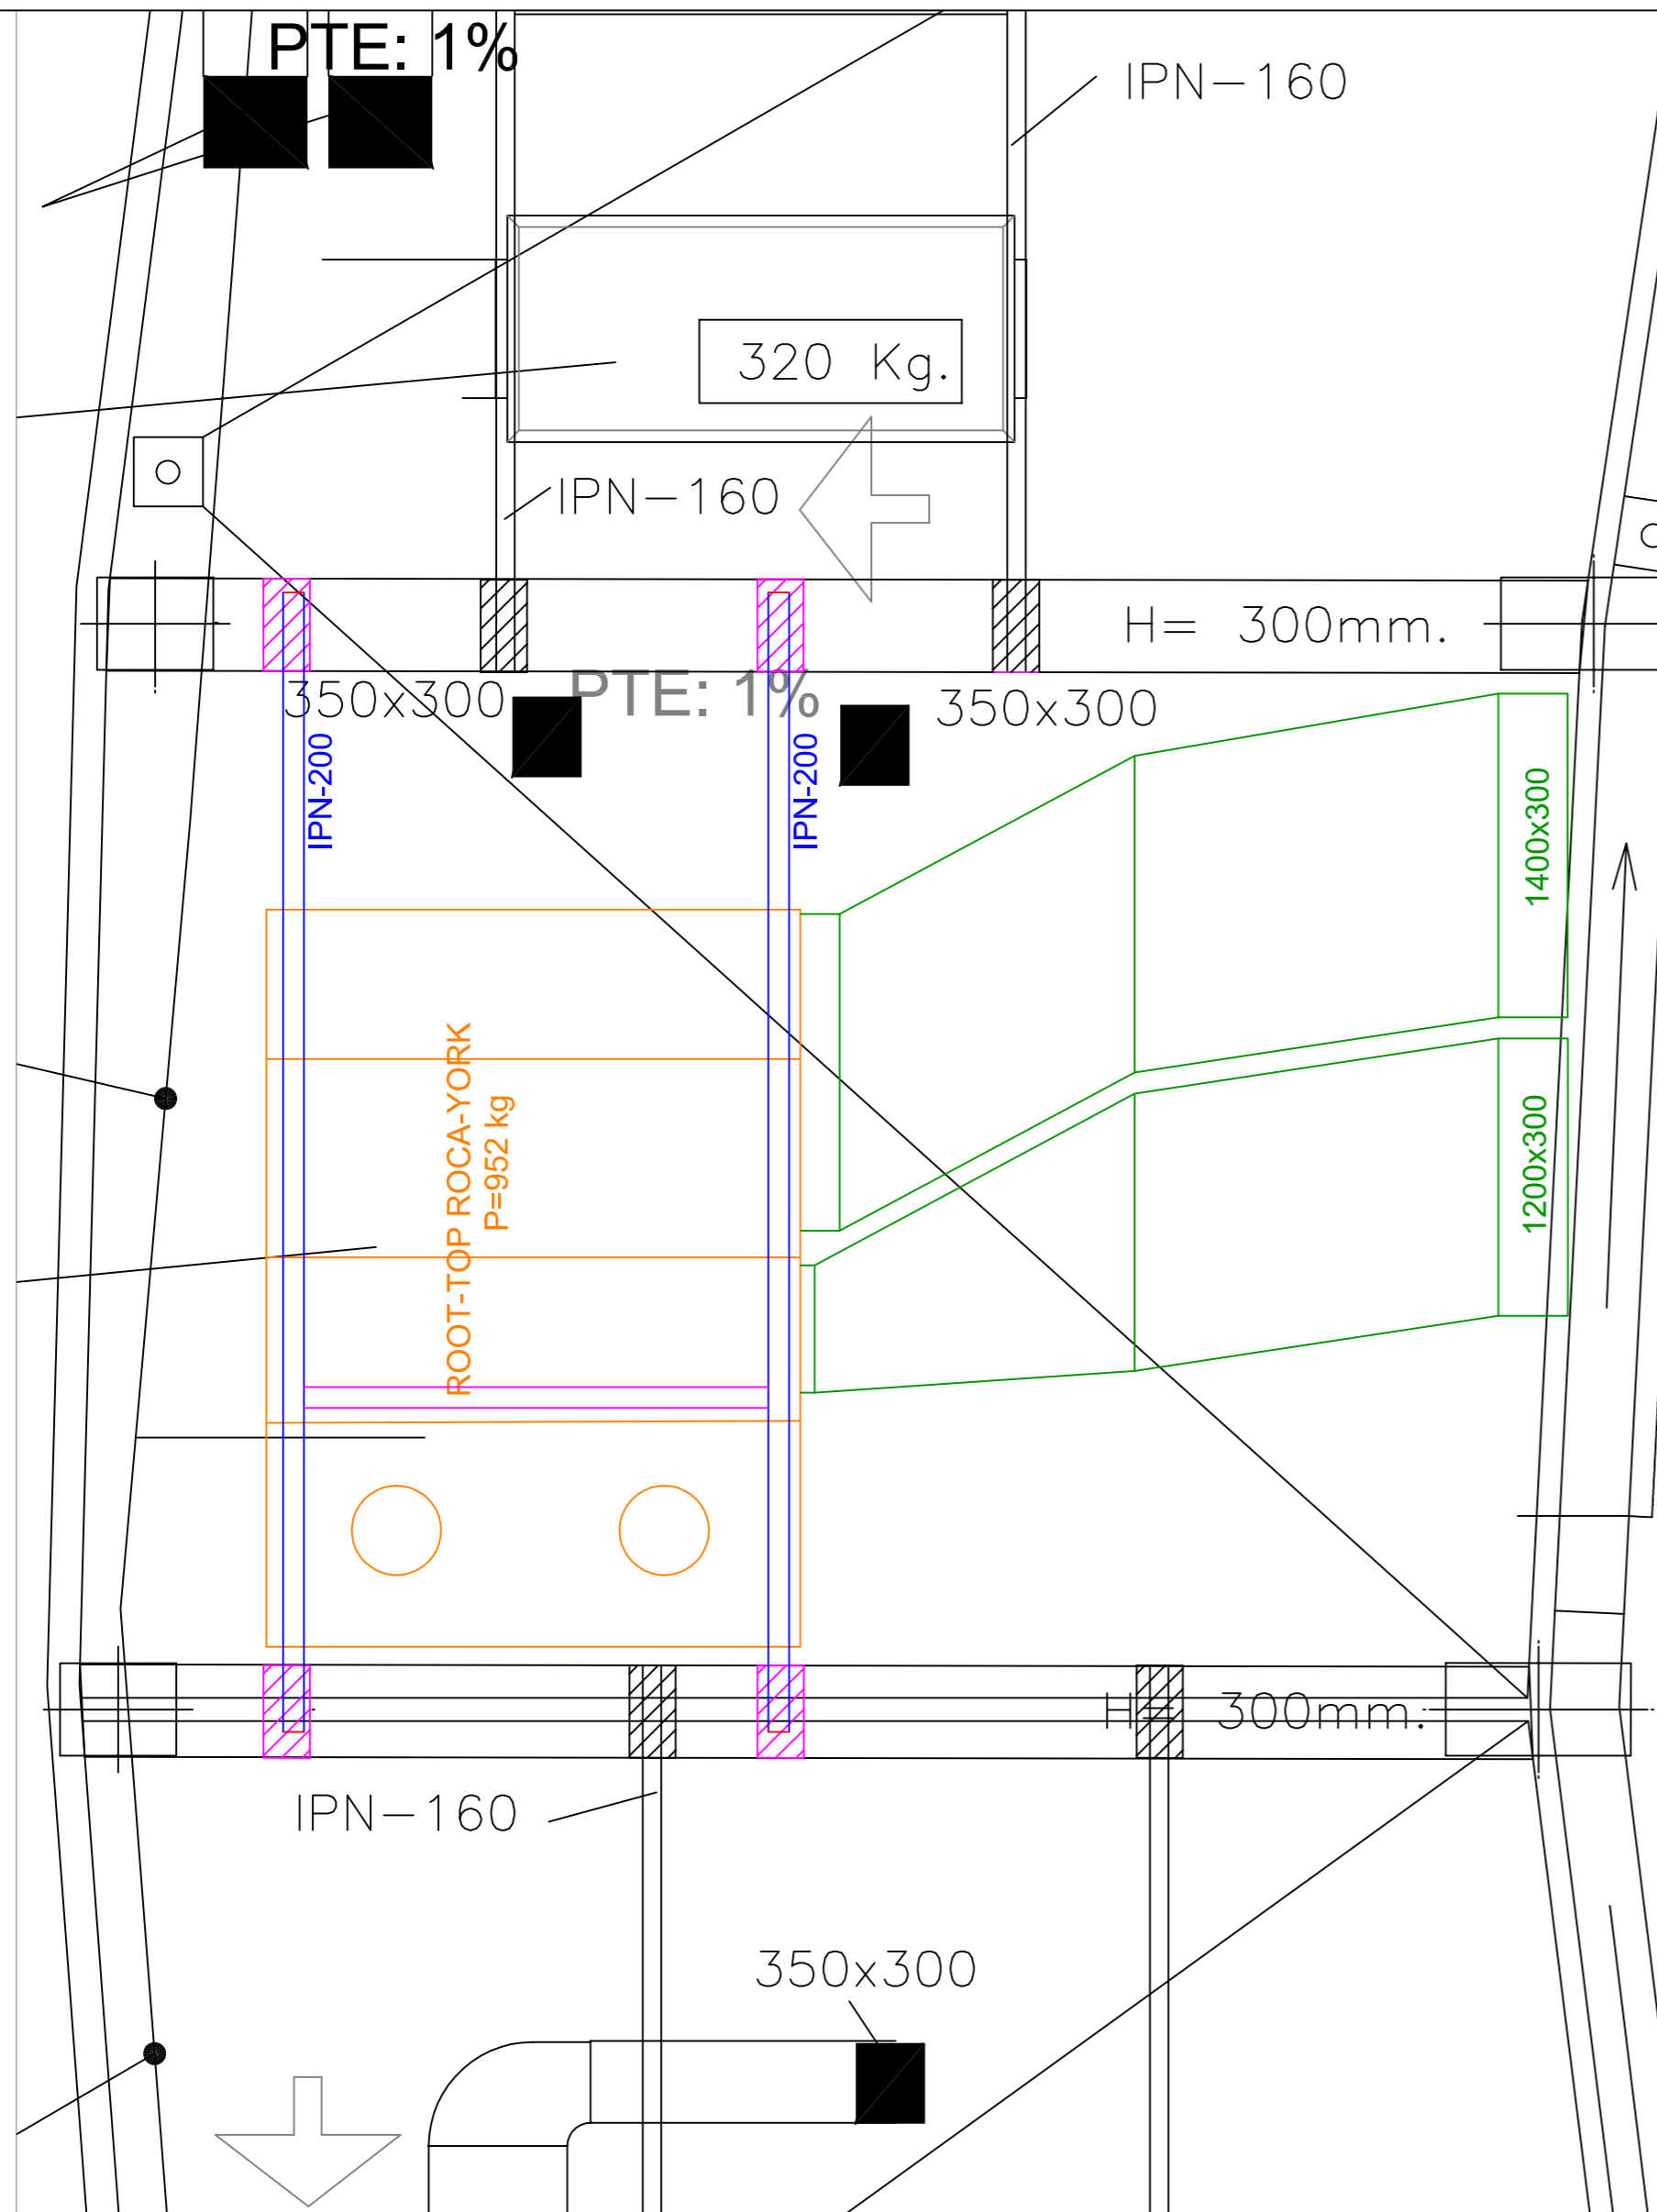 PTE: 1%
IPN-160
320 Kg.
IPN-160
H= 300mm.
350x300
PTE: 1%
350x300
IPN-200
IPN-200
1400x300
ROOT-TOP ROCA-YORK
P=952 kg
1200x300
H= 300mm.
IPN-160
350x300